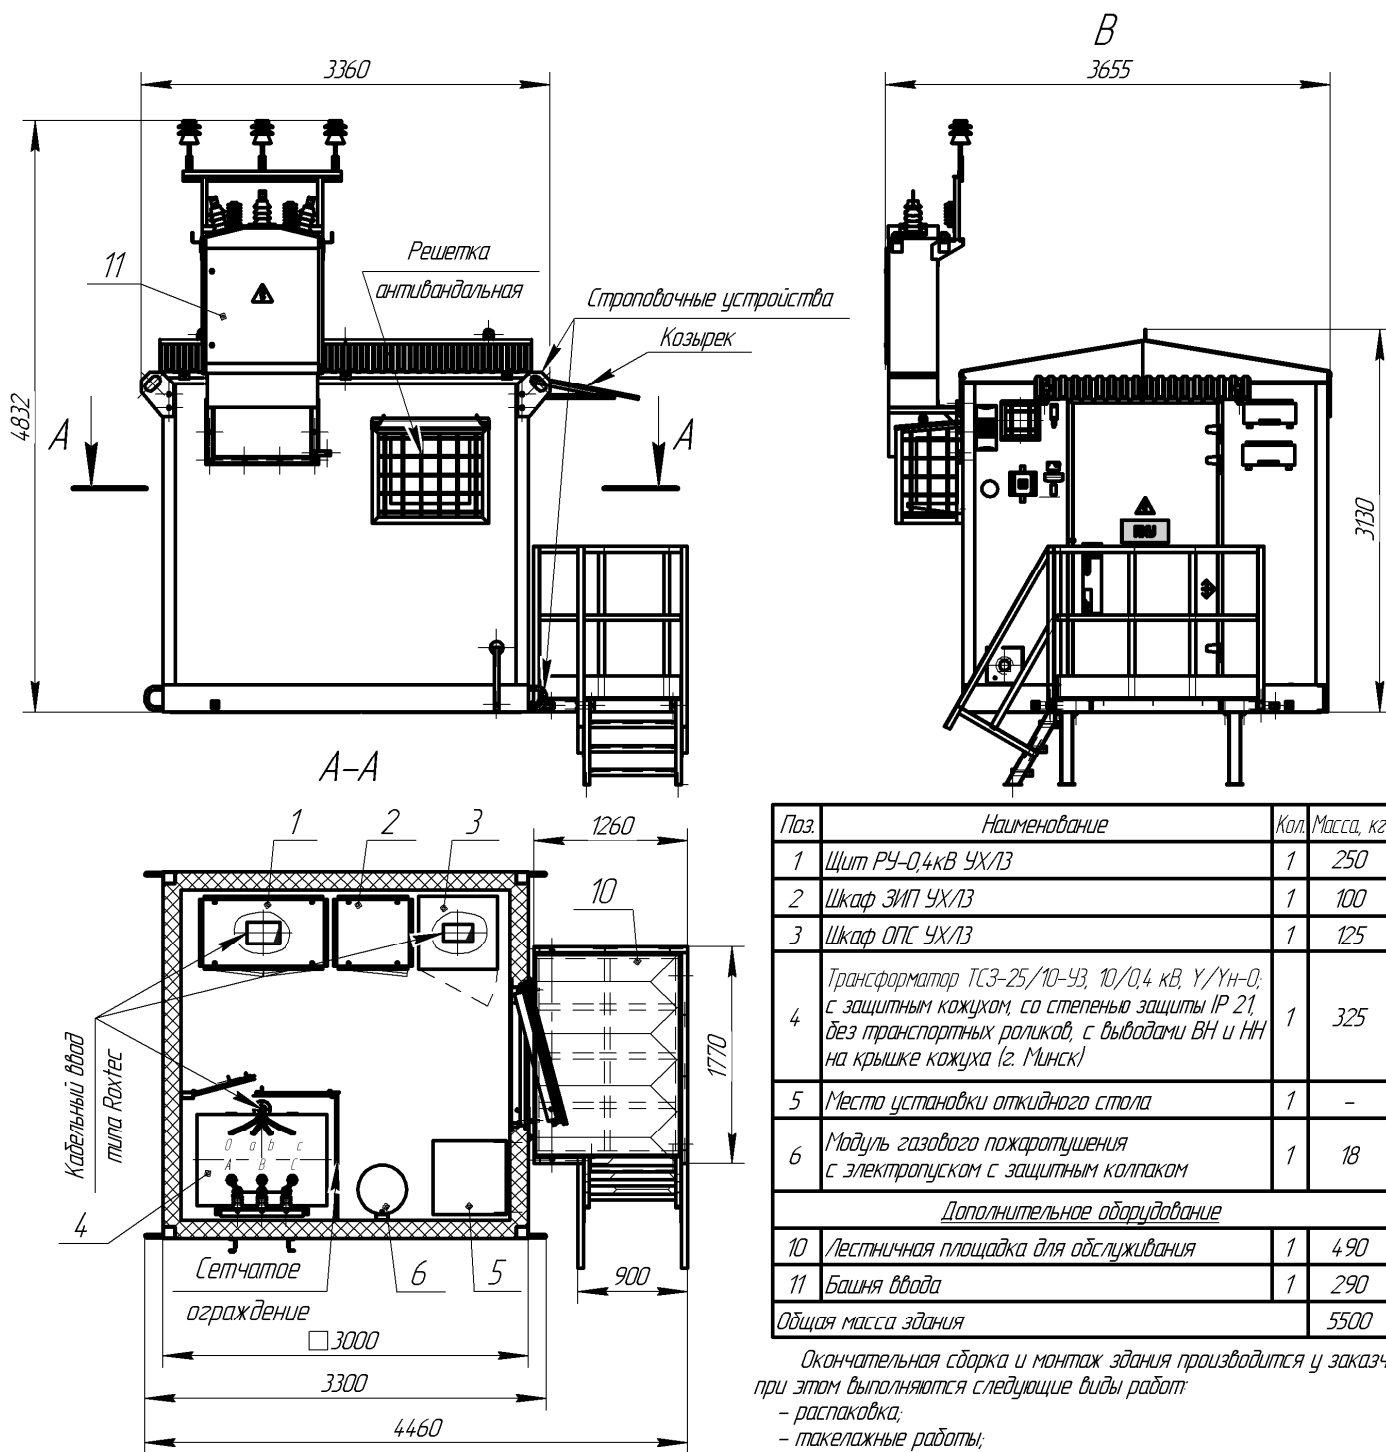 В
3360
3655
11
Решетка
антивандальная
Строповочные устройства
Козырек
4832
А
А
3130
А-А
1
2
3
1260
10
1770
Кабельный ввод
типа Roxtec
0 a b c
A B C
4
Сетчатое
ограждение
6
5
900
□3000
3300
4460
Поз. Наименование Кол. Масса, кг
1 Щит РУ-0,4кВ УХЛ3 1 250
2 Шкаф ЗИП УХЛ3 1 100
3 Шкаф ОПС УХЛ3 1 125
Трансформатор ТСЗ-25/10-У3, 10/0,4 кВ, Y/Yн-0;
с защитным кожухом, со степенью защиты IP 21,
4 без транспортных роликов, с выводами ВН и НН 1 325
на крышке кожуха (г. Минск)
5 Место установки откидного стола 1 -
6 Модуль газового пожаротушения 1 18
с электропуском с защитным колпаком
Дополнительное оборудование
10 Лестничная площадка для обслуживания 1 490
11 Башня ввода 1 290
Общая масса здания 5500
Окончательная сборка и монтаж здания производится у заказч
при этом выполняются следующие виды работ:
- распаковка;
- такелажные работы;